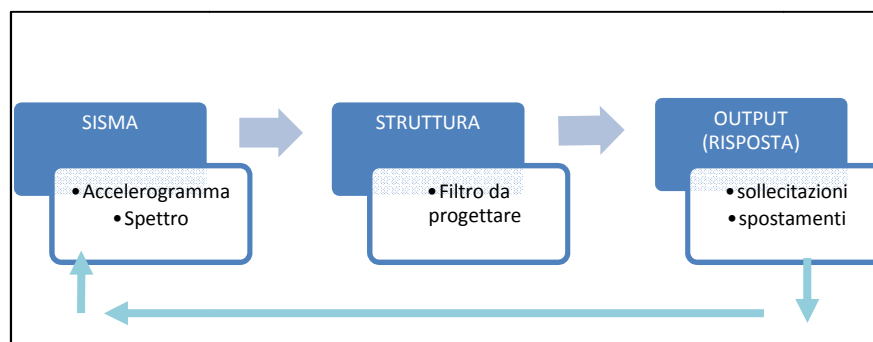 SISMA
• Accelerogramma
• Spettro
STRUTTURA
• Filtro da
progettare
OUTPUT
(RISPOSTA)
• sollecitazioni
• spostamenti